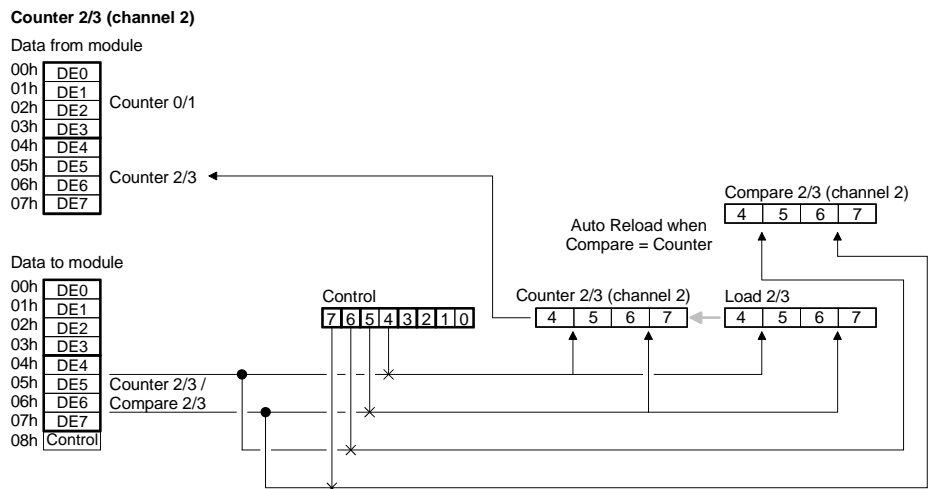 Counter 2/3 (channel 2)
Data from module
00h DE0
01h DE1
02h DE2
03h DE3
Counter 0/1
04h DE4
05h DE5
06h DE6
07h DE7
Counter 2/3
Compare 2/3 (channel 2)
4 5 6 7
Auto Reload when
Compare = Counter
Data to module
00h DE0
01h DE1
02h DE2
03h DE3
04h DE4
05h DE5
06h DE6
07h DE7
08h Control
Counter 2/3 /
Compare 2/3
Control
7 6 5 4 3 2 1 0
Counter 2/3 (channel 2)
4 5 6 7
Load 2/3
4 5 6 7